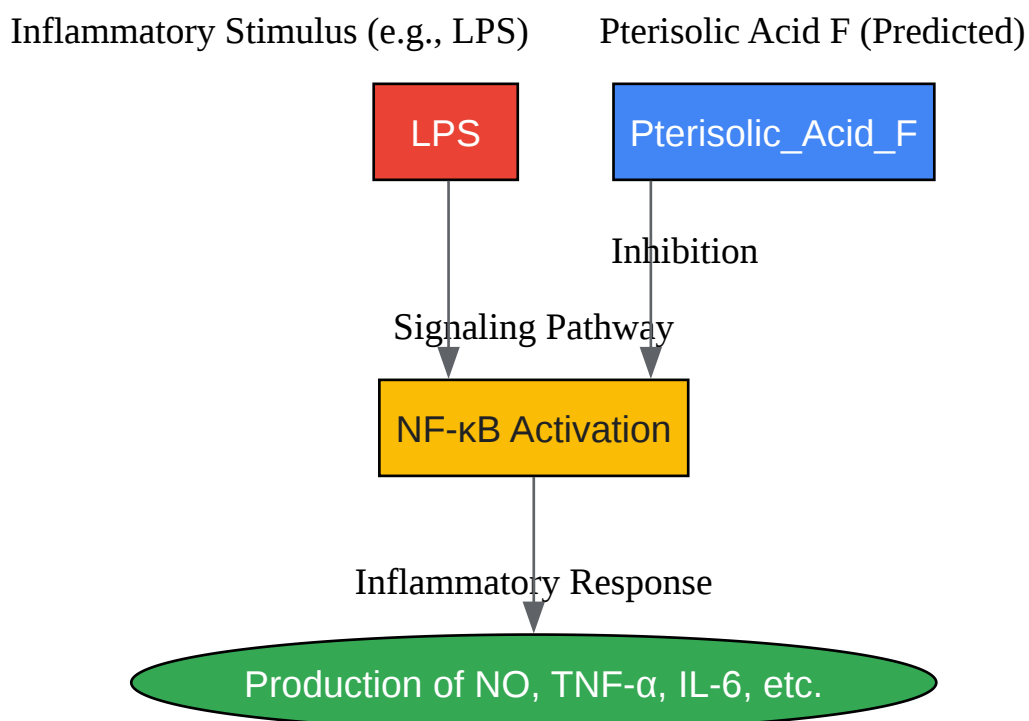 Inflammatory Stimulus (e.g., LPS)
Pterisolic Acid F (Predicted)
LPS
Pterisolic_Acid_F
Inhibition
Signaling Pathway
NF-κB Activation
Inflammatory Response
Production of NO, TNF-α, IL-6, etc.